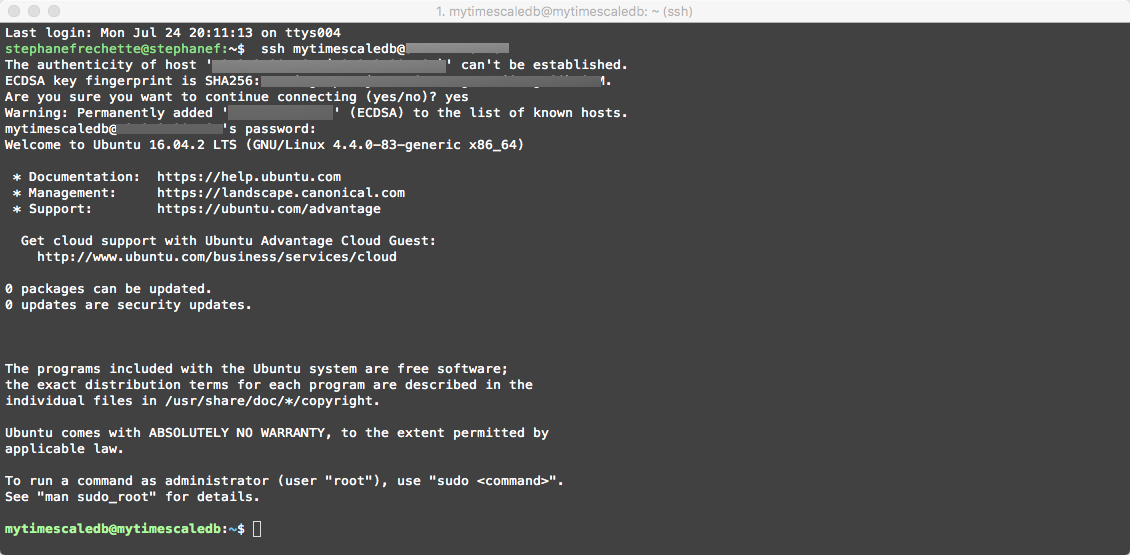 1. mytimescaledb@mytimescaledb: ~ (ssh)
Last login: Mon Jul 24 20:11:13 on ttys004
stephanefrechette@stephanef:~$  ssh mytimescaledb@
The authenticity of host '' can't be established.
ECDSA key fingerprint is SHA256:M.
Are you sure you want to continue connecting (yes/no)? yes
Warning: Permanently added '' (ECDSA) to the list of known hosts.
mytimescaledb@'s password:
Welcome to Ubuntu 16.04.2 LTS (GNU/Linux 4.4.0-83-generic x86_64)
* Documentation:  https://help.ubuntu.com
* Management:     https://landscape.canonical.com
* Support:        https://ubuntu.com/advantage
Get cloud support with Ubuntu Advantage Cloud Guest:
http://www.ubuntu.com/business/services/cloud
0 packages can be updated.
0 updates are security updates.
The programs included with the Ubuntu system are free software;
the exact distribution terms for each program are described in the
individual files in /usr/share/doc/*/copyright.
Ubuntu comes with ABSOLUTELY NO WARRANTY, to the extent permitted by
applicable law.
To run a command as administrator (user "root"), use "sudo <command>".
See "man sudo_root" for details.
mytimescaledb@mytimescaledb:~$